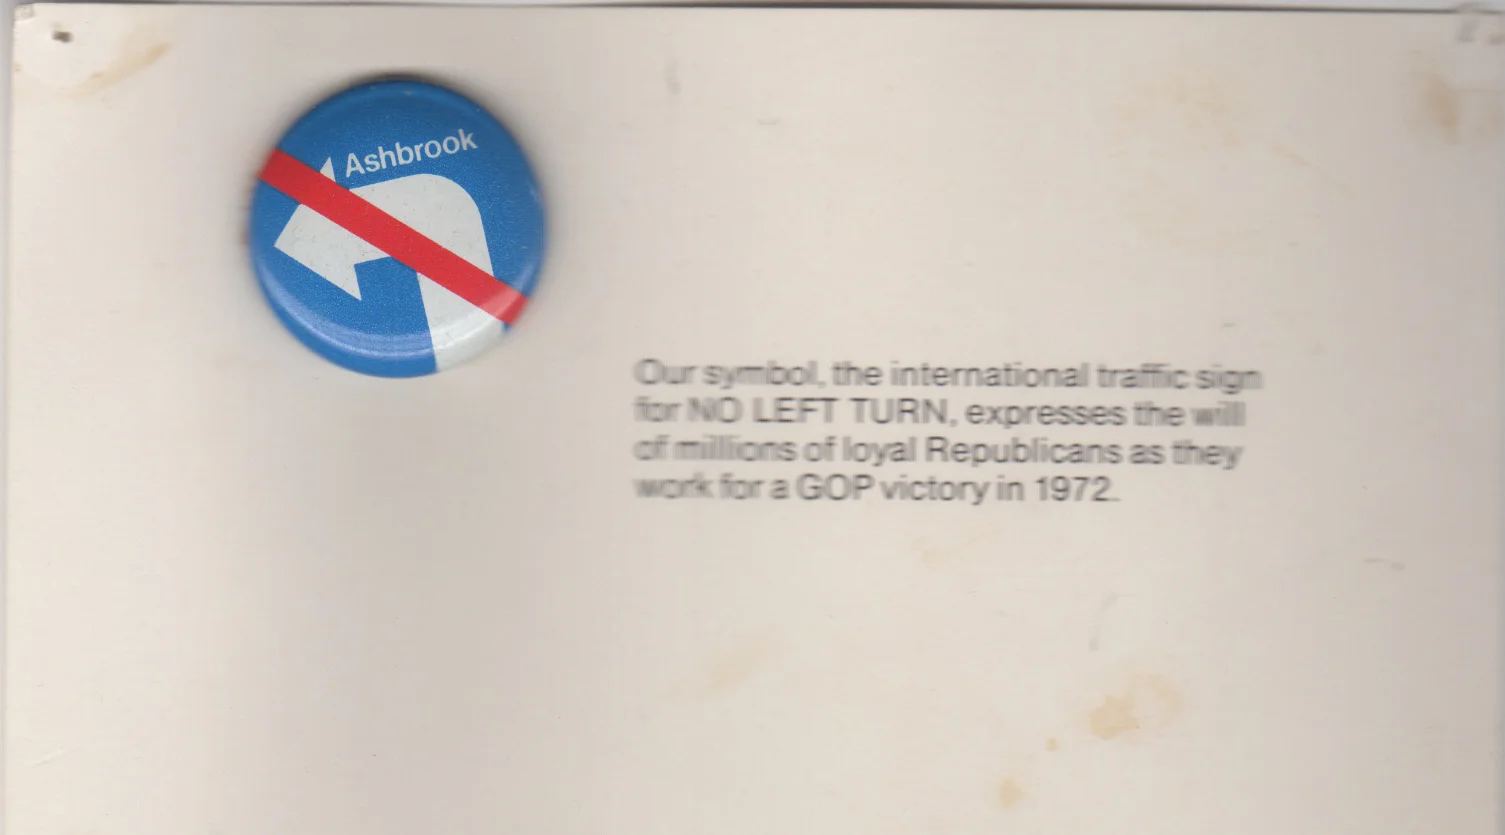 Ashbrook
Our symbol, the international traffic sign
for NO LEFT TURN, expresses the will
of millions of loyal Republicans as they
work for a GOP victory in 1972.